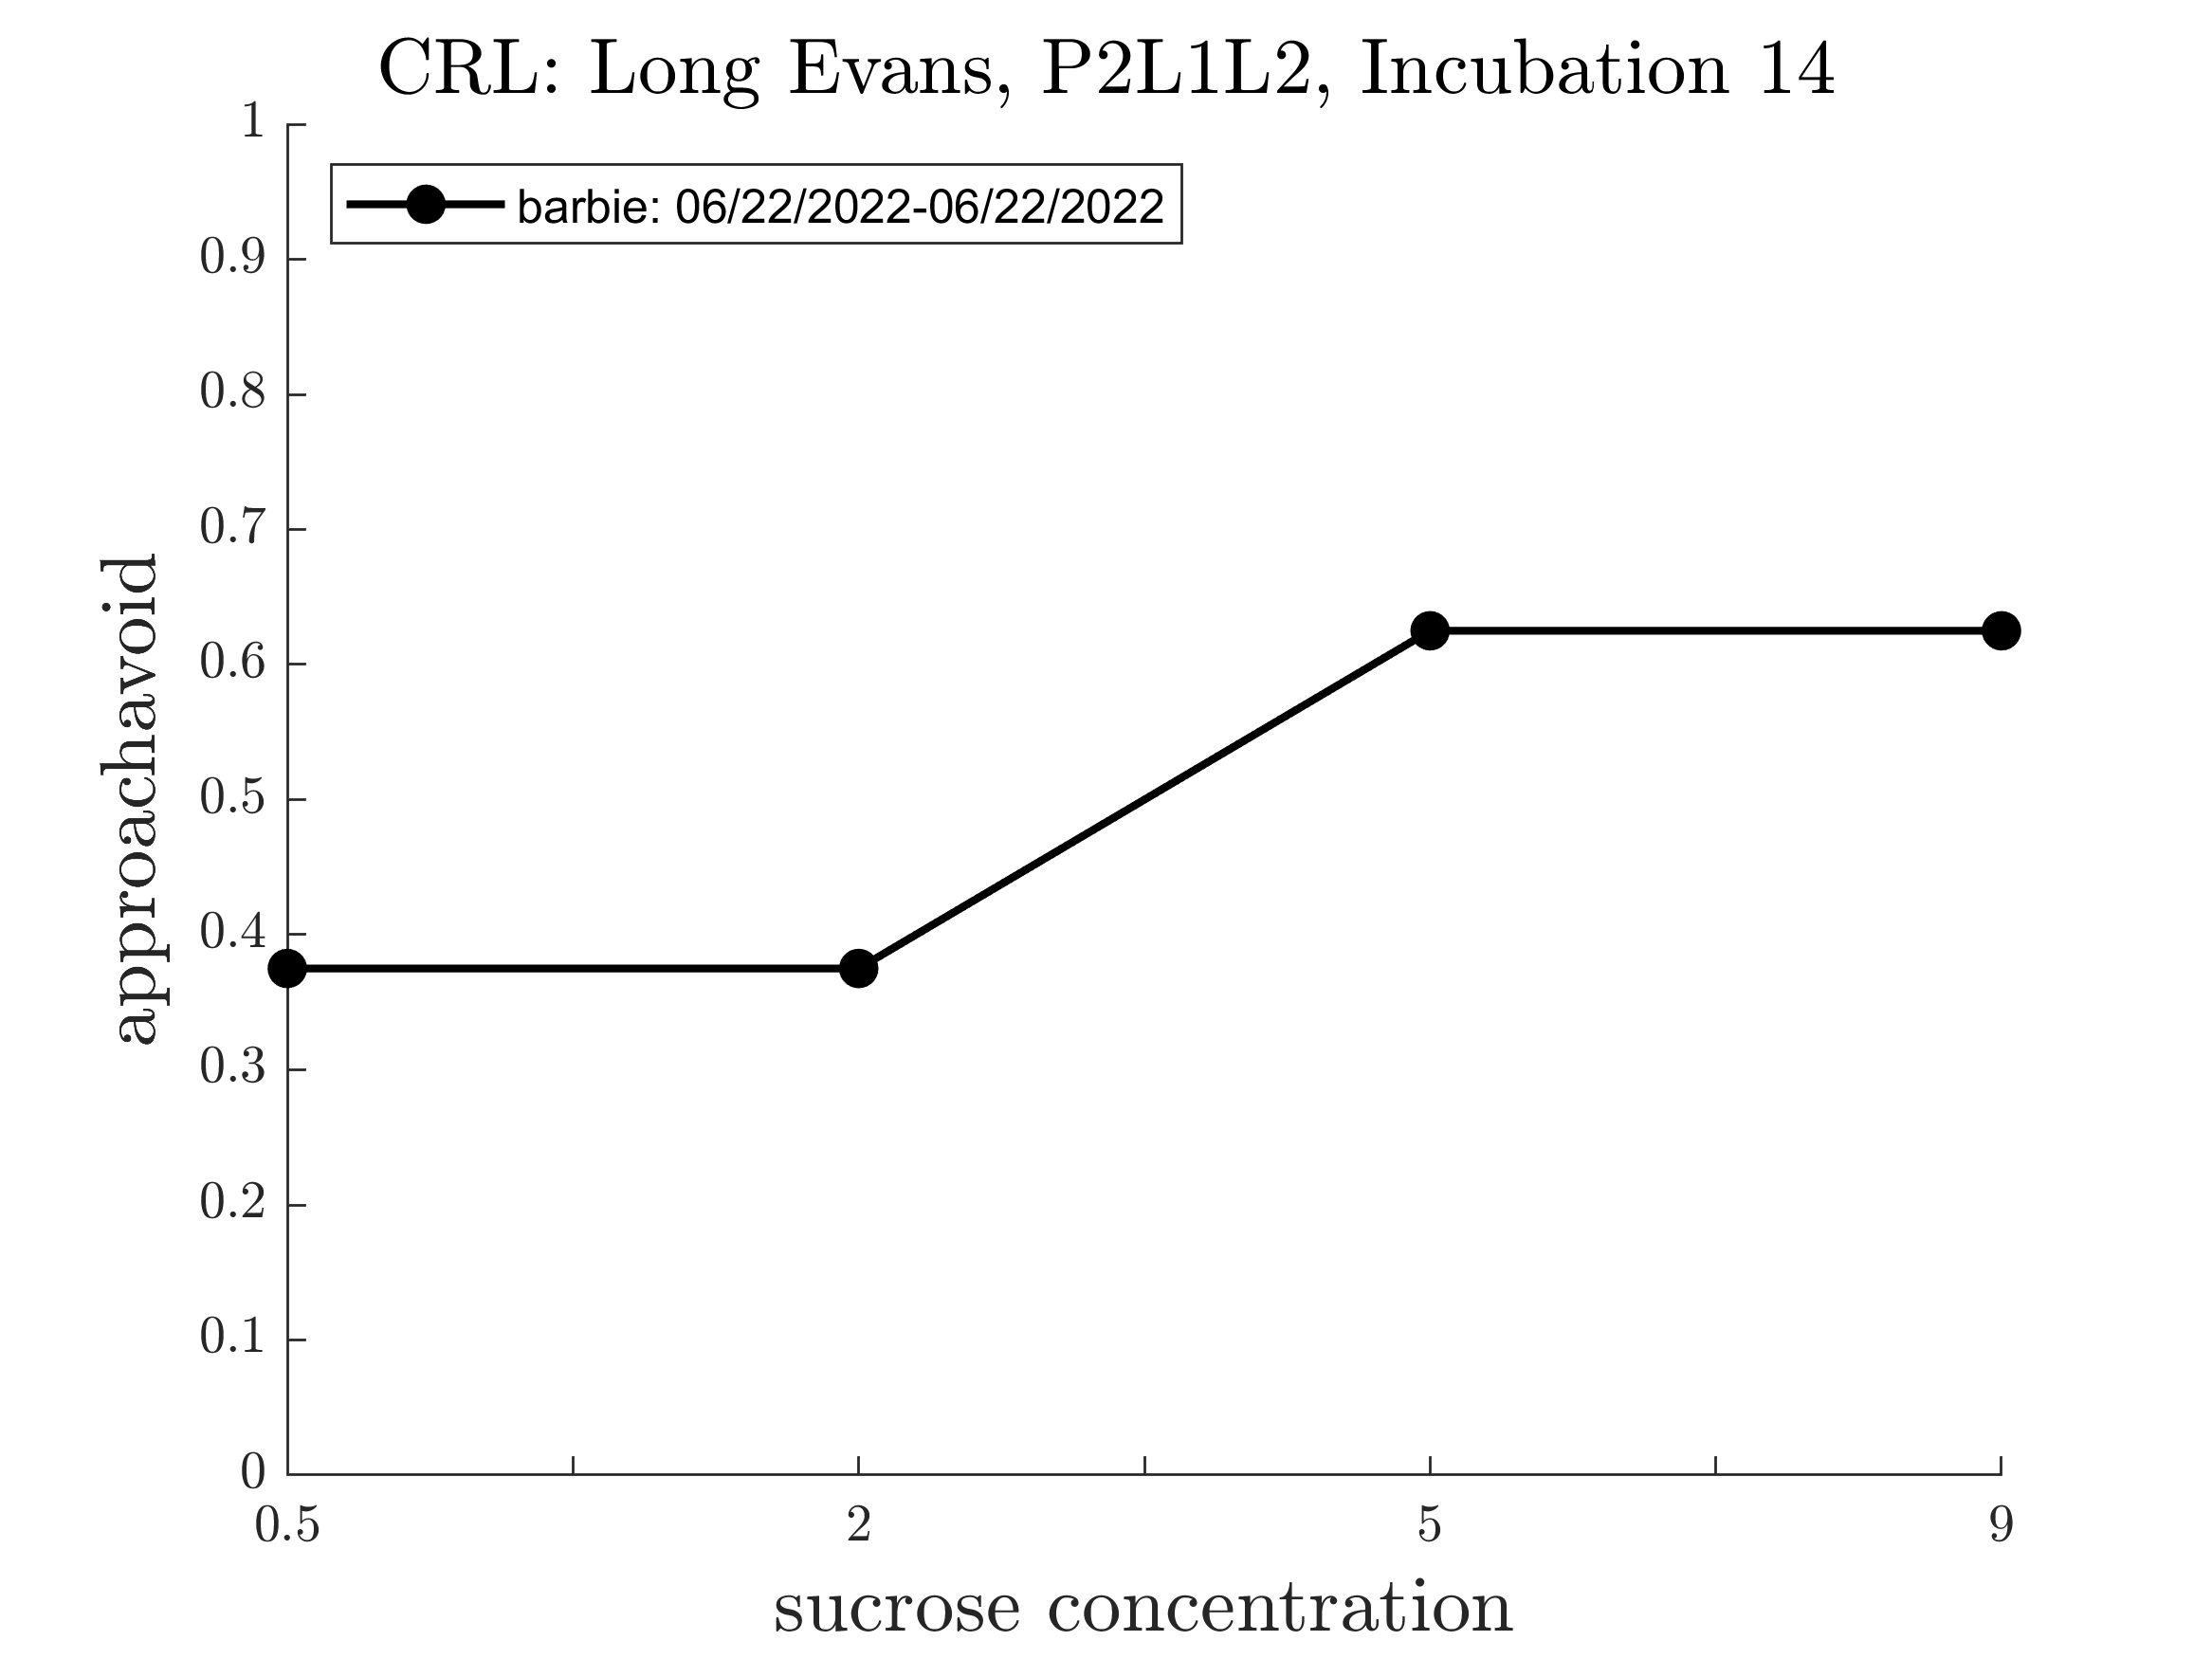 CRL: Long Evans, P2L1L2, Incubation 14
1
barbie: 06/22/2022-06/22/2022
0.9
0.8
0.7
0.6
0.5
0.4
0.3
0.2
0.1
0
approachavoid
0.5 2 5 9
sucrose concentration